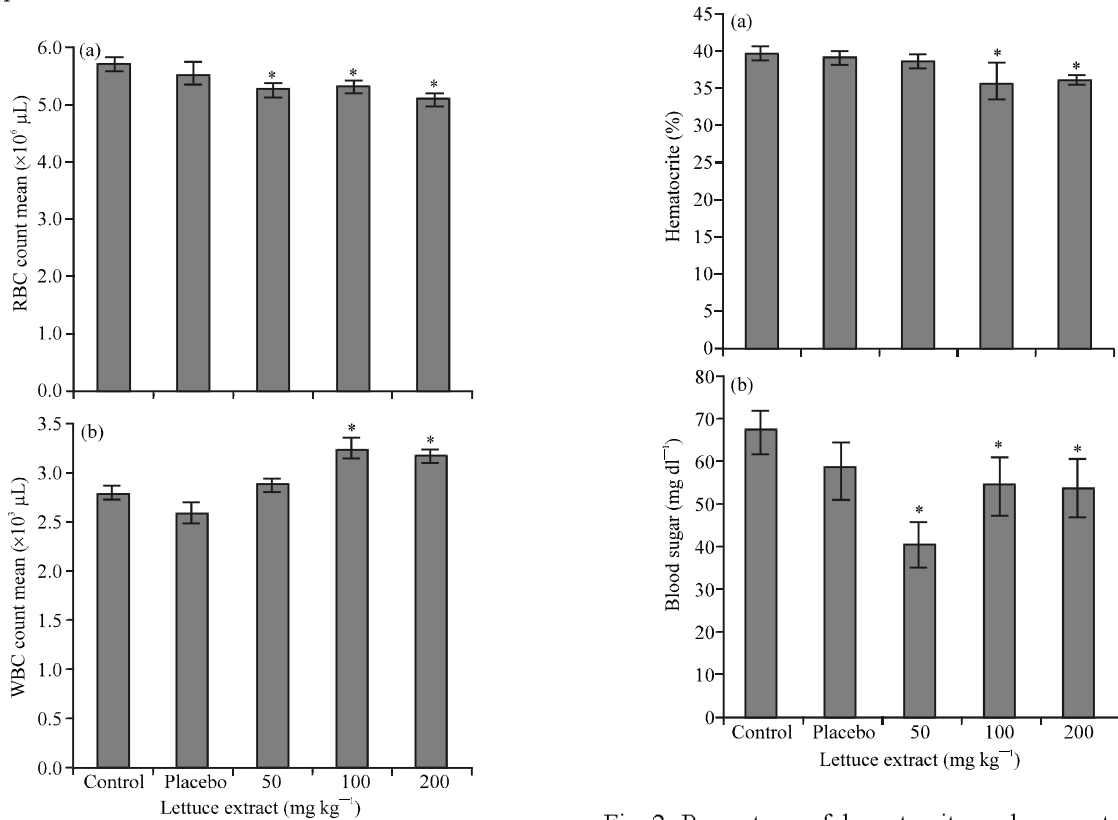 (a)
6.0
5.0
4.0
3.0
2.0
1.0
0.0
RBC count mean (×10⁶ µL)
* * *
(b)
3.5
3.0
2.5
2.0
1.5
1.0
0.5
0.0
WBC count mean (×10³ µL)
* *
Control Placebo 50 100 200
Lettuce extract (mg kg⁻¹)
(a)
45
40
35
30
25
20
15
10
5
0
Hematocrite (%)
* *
(b)
80
70
60
50
40
30
20
10
0
Blood sugar (mg dl⁻¹)
* * *
Control Placebo 50 100 200
Lettuce extract (mg kg⁻¹)